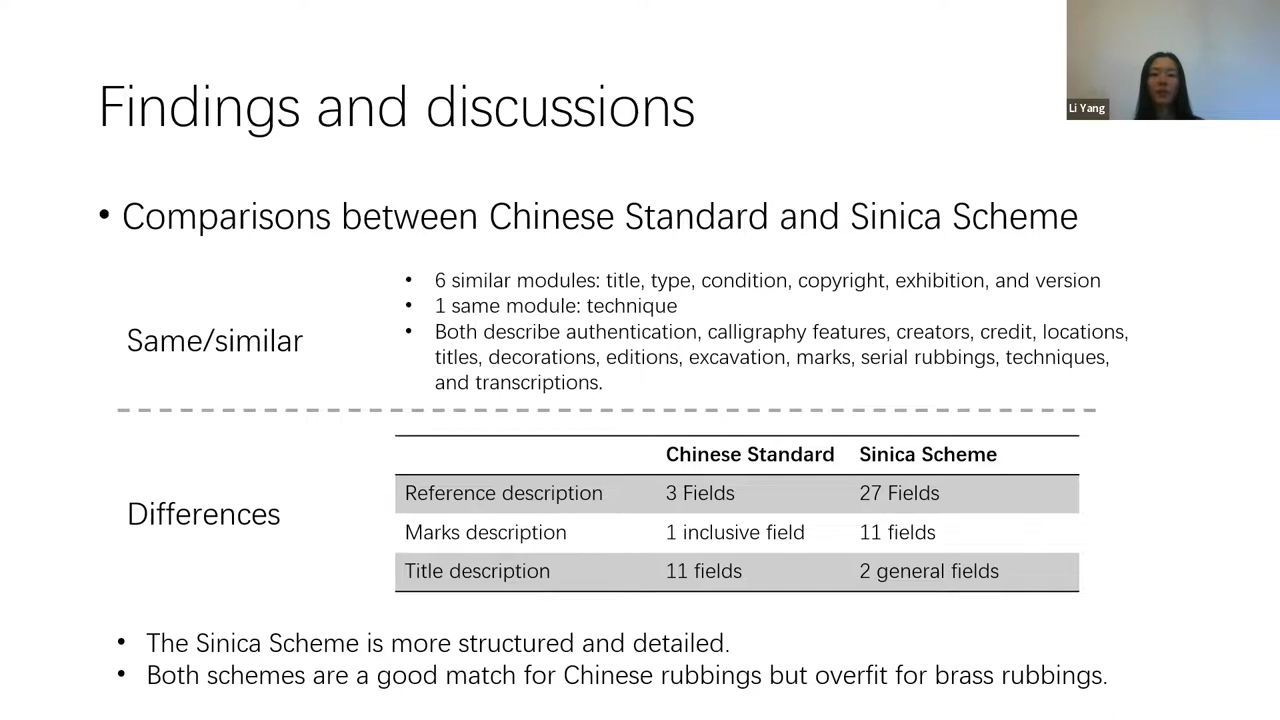 Findings and discussions
Li Yang
• Comparisons between Chinese Standard and Sinica Scheme
Same/similar
• 6 similar modules: title, type, condition, copyright, exhibition, and version
• 1 same module: technique
• Both describe authentication, calligraphy features, creators, credit, locations,
titles, decorations, editions, excavation, marks, serial rubbings, techniques,
and transcriptions.
Differences
Chinese Standard Sinica Scheme
Reference description 3 Fields 27 Fields
Marks description 1 inclusive field 11 fields
Title description 11 fields 2 general fields
• The Sinica Scheme is more structured and detailed.
• Both schemes are a good match for Chinese rubbings but overfit for brass rubbings.